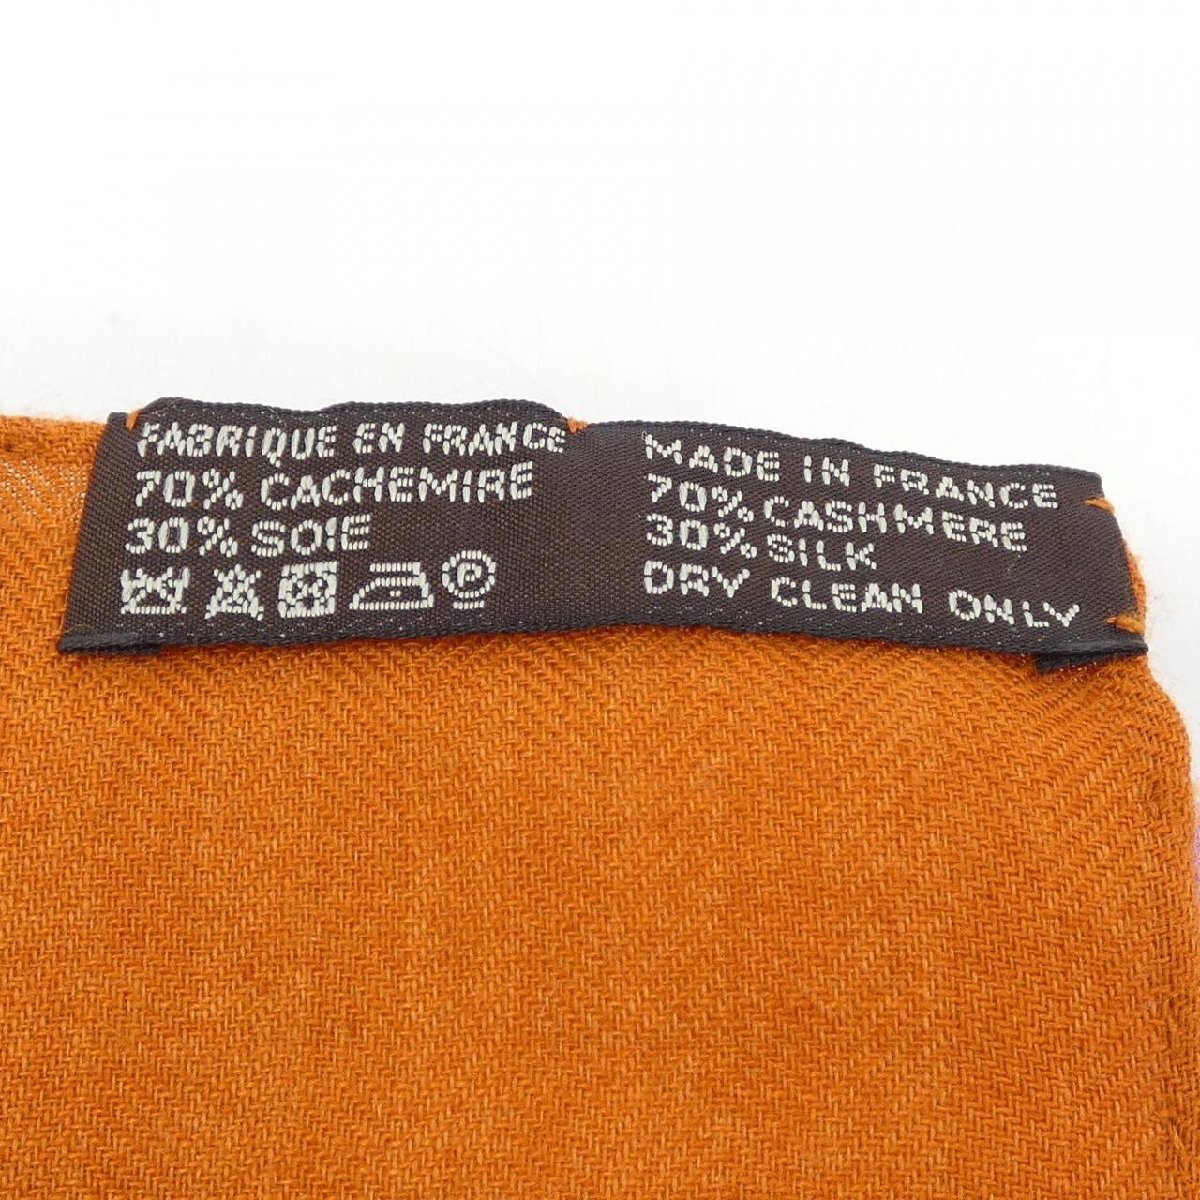 FABRIQUE EN FRANCE
70% CACHEMIRE
30% SOIE
P
MADE IN FRANCE
70% CASHMERE
30% SILK
DRY CLEAN ONLY